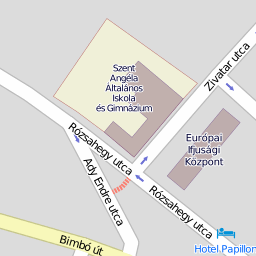 Szent
Angéla
Általános
Iskola
és Gimnázium
Zivatar utca
Európai
Ifjusági
Központ
Rózsahegy utca
Ady Endre utca
Rózsahegy utca
Bimbó út
Hotel Papillon